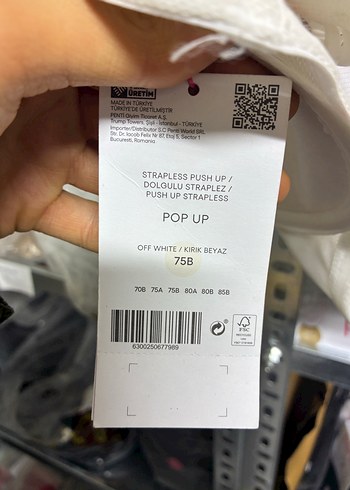 ÜRETİM
MADE IN TÜRKİYE
TÜRKİYE'DE ÜRETİLMİŞTİR
PENTİ Giyim Ticaret A.Ş.
Trump Towers, Şişli - İstanbul - TÜRKİYE
Importer/Distributor S.C Penti World SRL
Str. Dr. Iacob Felix Nr 87, Etaj 5, Sector 1
Bucuresti, Romania
STRAPLESS PUSH UP /
DOLGULU STRAPLEZ /
PUSH UP STRAPLESS
POP UP
OFF WHITE / KIRIK BEYAZ
75B
70B 75A 75B 80A 80B 85B
6300250677989
FSC